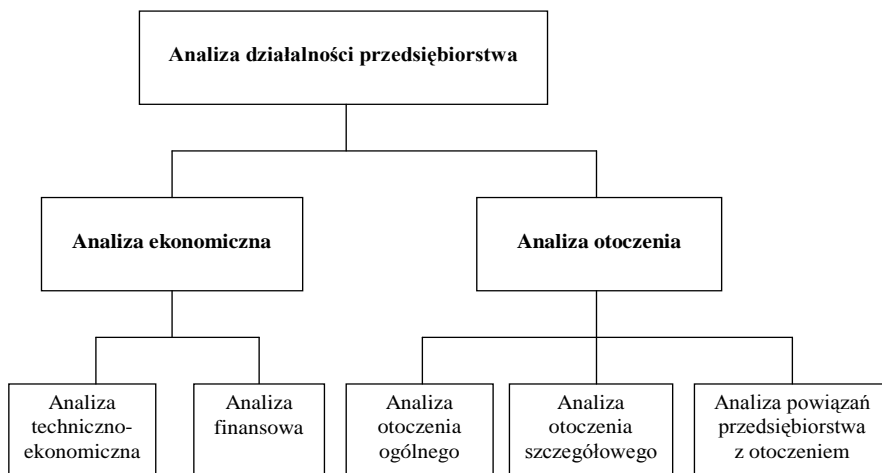 Analiza działalności przedsiębiorstwa
Analiza ekonomiczna
Analiza otoczenia
Analiza
techniczno-
ekonomiczna
Analiza
finansowa
Analiza
otoczenia
ogólnego
Analiza
otoczenia
szczegółowego
Analiza powiązań
przedsiębiorstwa
z otoczeniem